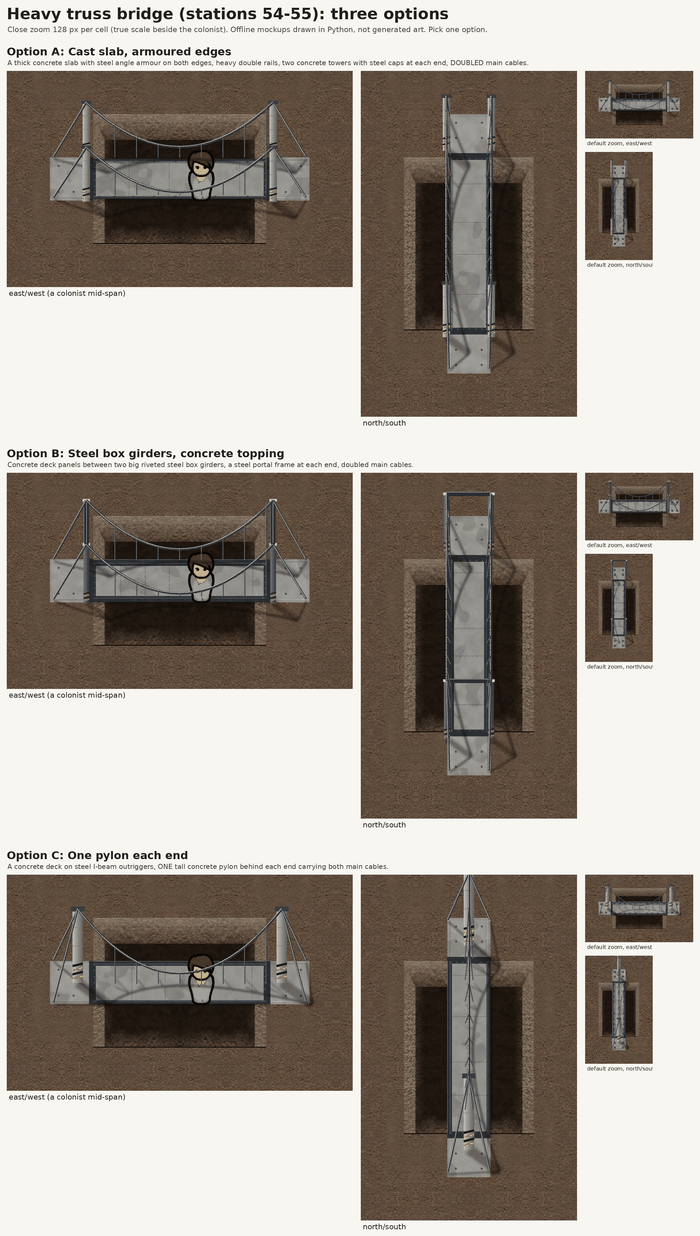 Heavy truss bridge (stations 54-55): three options
Close zoom 128 px per cell (true scale beside the colonist). Offline mockups drawn in Python, not generated art. Pick one option.
Option A: Cast slab, armoured edges
A thick concrete slab with steel angle armour on both edges, heavy double rails, two concrete towers with steel caps at each end, DOUBLED main cables.
default zoom, east/west
default zoom, north/sou
east/west (a colonist mid-span)
north/south
Option B: Steel box girders, concrete topping
Concrete deck panels between two big riveted steel box girders, a steel portal frame at each end, doubled main cables.
default zoom, east/west
default zoom, north/sou
east/west (a colonist mid-span)
north/south
Option C: One pylon each end
A concrete deck on steel I-beam outriggers, ONE tall concrete pylon behind each end carrying both main cables.
default zoom, east/west
default zoom, north/sou
east/west (a colonist mid-span)
north/south